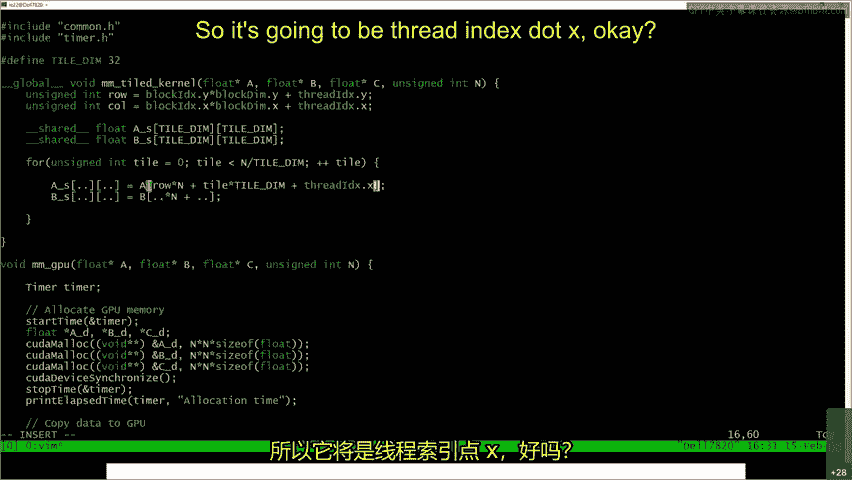 So it's going to be thread index dot x, okay?
#include "common.h"
#include "timer.h"
#define TILE_DIM 32
__global__ void mm_tiled_kernel(float* A, float* B, float* C, unsigned int N) {
unsigned int row = blockIdx.y*blockDim.y + threadIdx.y;
unsigned int col = blockIdx.x*blockDim.x + threadIdx.x;
__shared__ float A_s[TILE_DIM][TILE_DIM];
__shared__ float B_s[TILE_DIM][TILE_DIM];
for(unsigned int tile = 0; tile < N/TILE_DIM; ++ tile) {
A_s[..][..] = A[row*N + tile*TILE_DIM + threadIdx.x];
B_s[..][..] = B[..*N + ..];
}
}
void mm_gpu(float* A, float* B, float* C, unsigned int N) {
Timer timer;
// Allocate GPU memory
startTime(&timer);
float *A_d, *B_d, *C_d;
cudaMalloc((void**) &A_d, N*N*sizeof(float));
cudaMalloc((void**) &B_d, N*N*sizeof(float));
cudaMalloc((void**) &C_d, N*N*sizeof(float));
cudaDeviceSynchronize();
stopTime(&timer);
printElapsedTime(timer, "Allocation time");
// Copy data to GPU
-- INSERT --
16,60
Top
所以它将是线程索引点 x，好吗？
+28